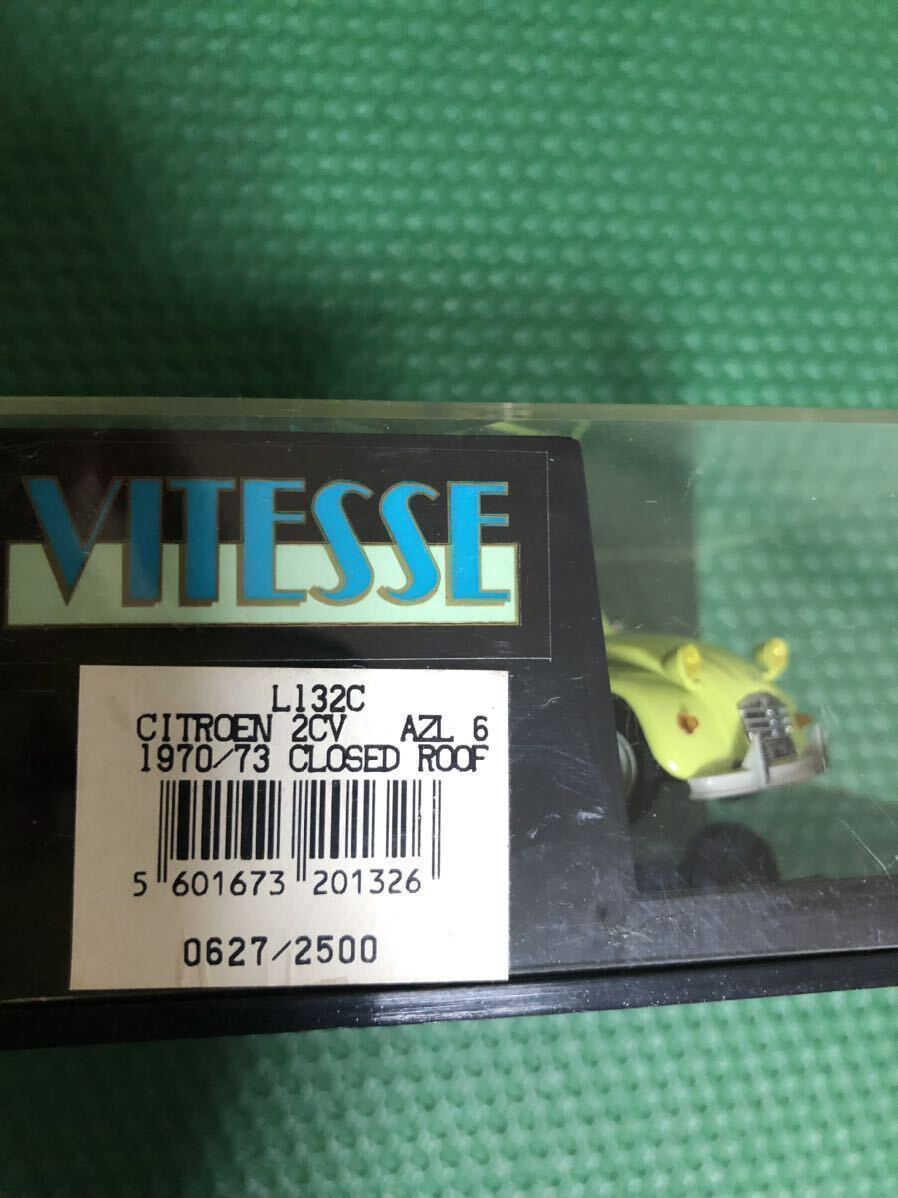 VITESSE
L132C
CITROEN 2CV AZL 6
1970/73 CLOSED ROOF
5 601673 201326
0627/2500